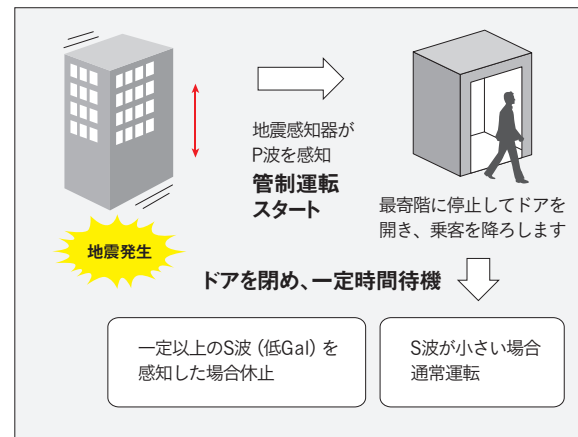 地震感知器が
P波を感知
管制運転
スタート
最寄階に停止してドアを
開き、乗客を降ろします
地震発生
ドアを閉め、一定時間待機
一定以上のS波（低Gal）を
感知した場合休止
S波が小さい場合
通常運転